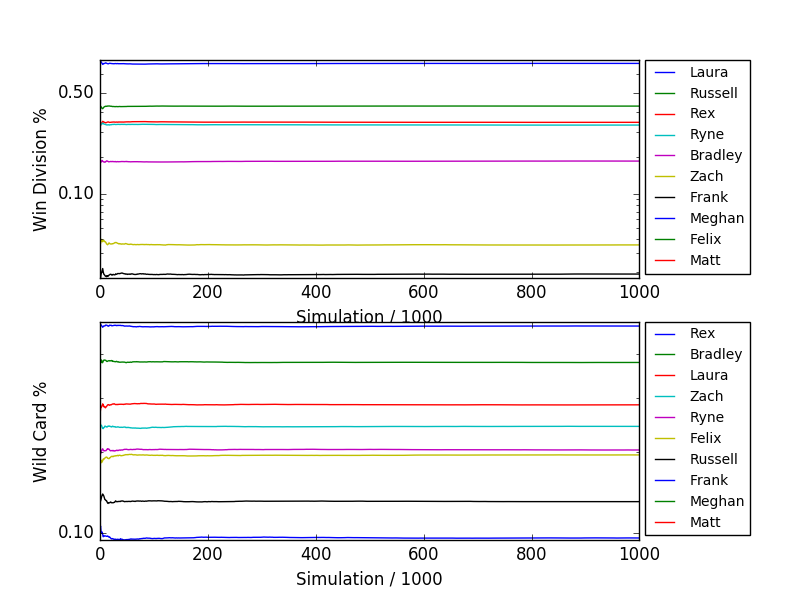 Win Division %
0.50
0.10
0 200 400 600 800 1000
Simulation / 1000
Laura
Russell
Rex
Ryne
Bradley
Zach
Frank
Meghan
Felix
Matt
Wild Card %
0.10
0 200 400 600 800 1000
Simulation / 1000
Rex
Bradley
Laura
Zach
Ryne
Felix
Russell
Frank
Meghan
Matt